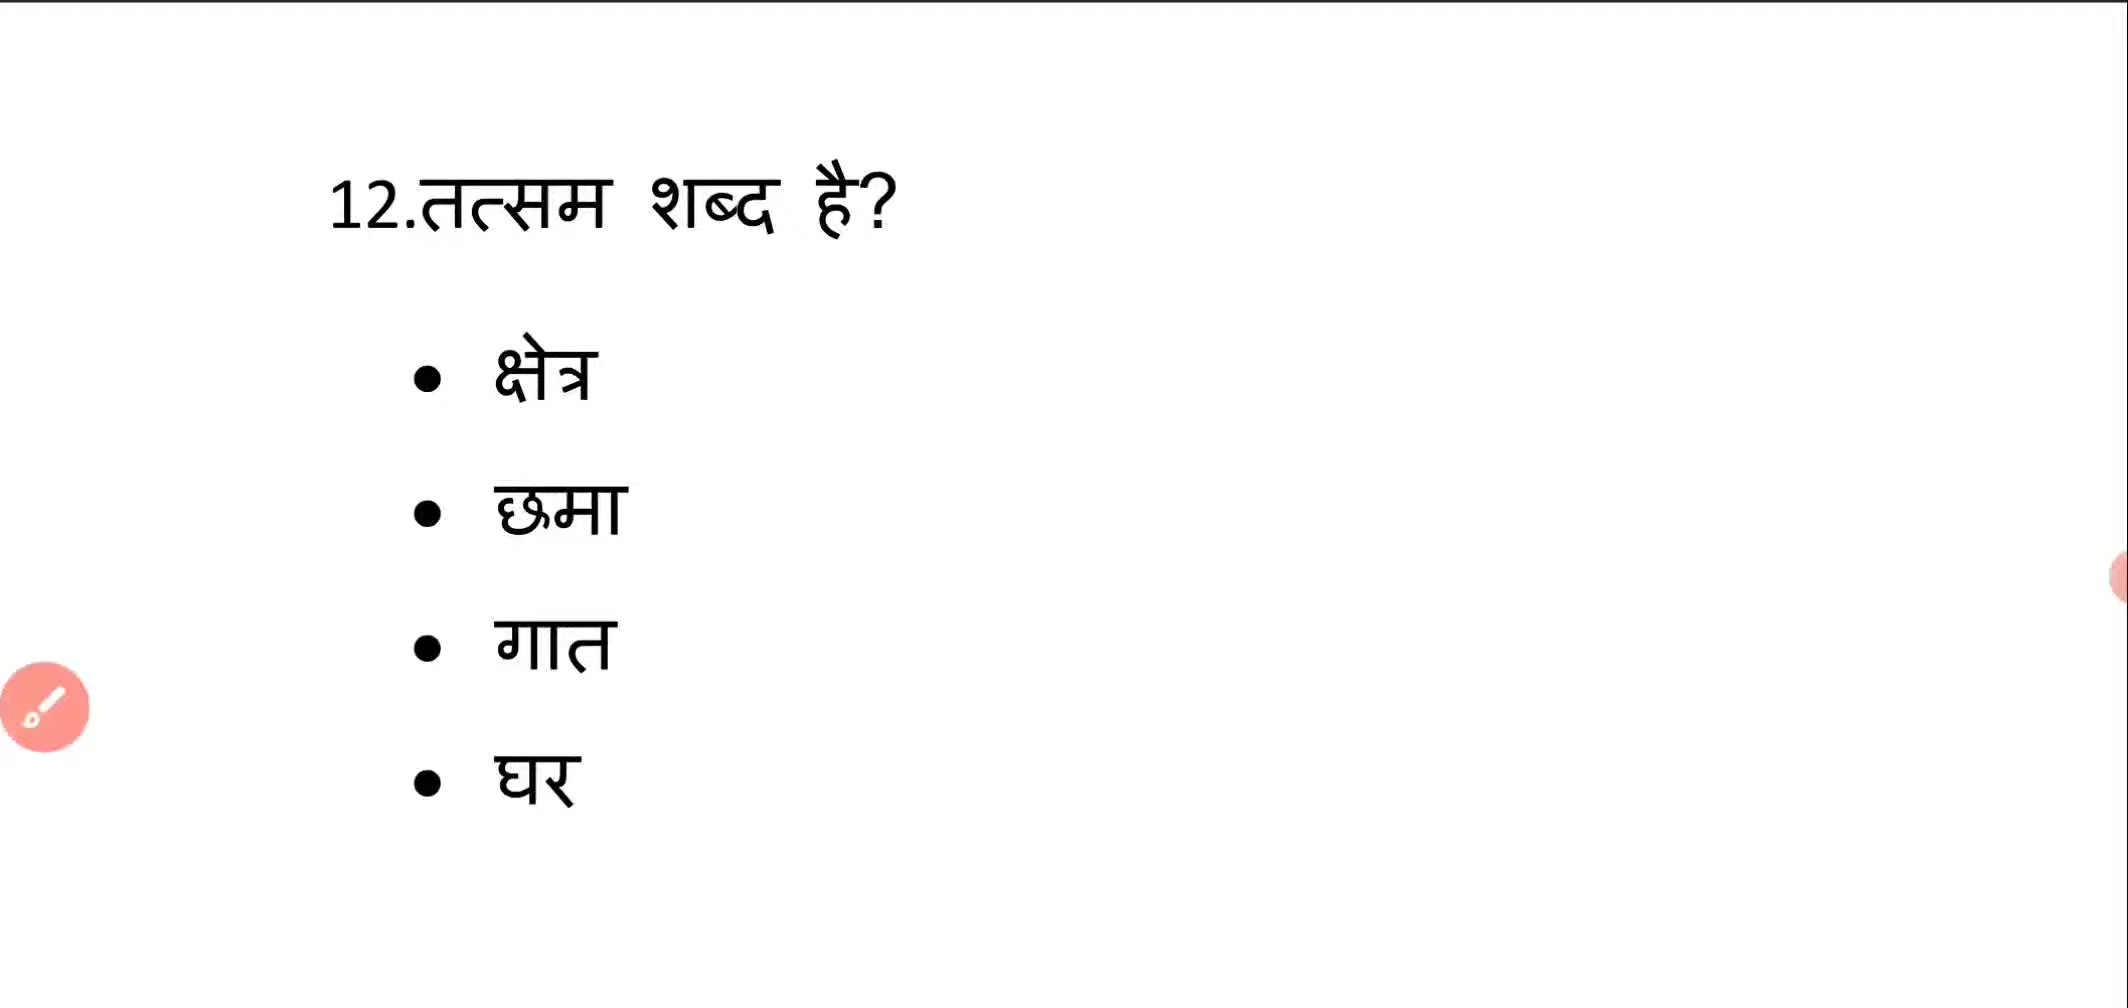 12.तत्सम शब्द है?
• क्षेत्र
• छमा
• गात
• घर